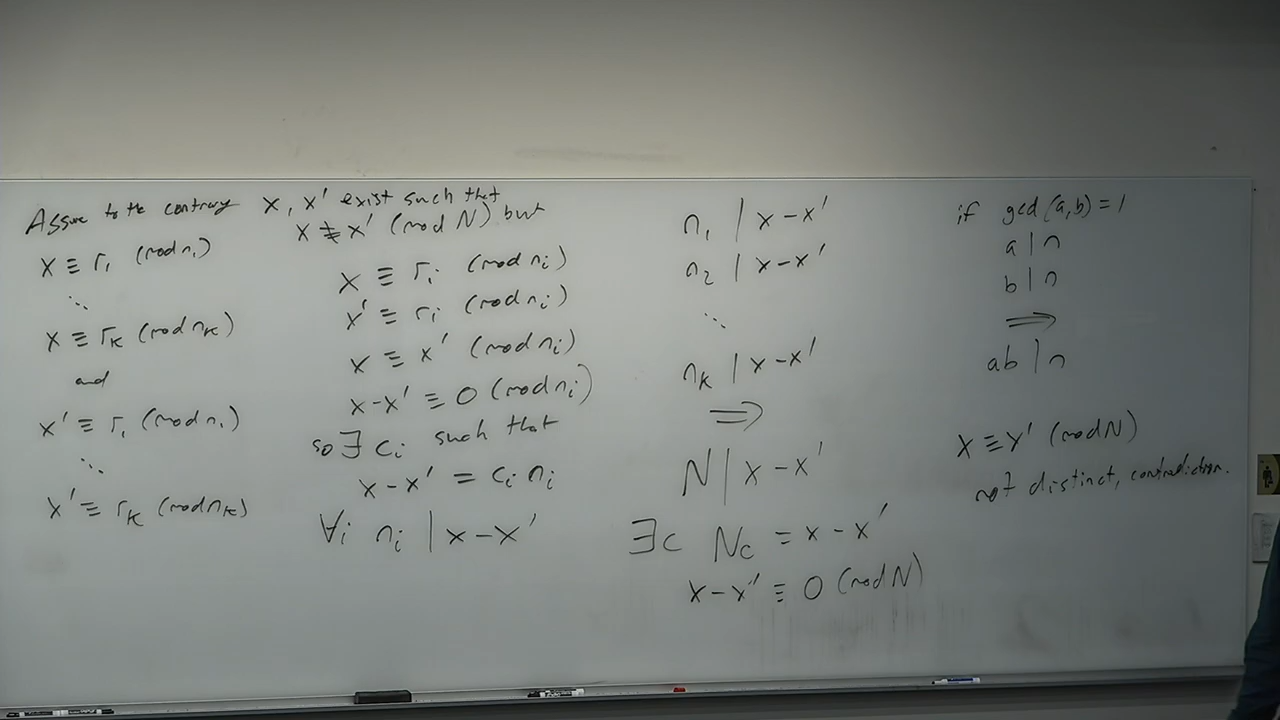 Assume to the contrary x, x' exist such that
x ≢ x' (mod N) but
x ≡ r₁ (mod n₁)
⋱
x ≡ rₖ (mod nₖ)
and
x' ≡ r₁ (mod n₁)
⋱
x' ≡ rₖ (mod nₖ)
x ≡ rᵢ (mod nᵢ)
x' ≡ rᵢ (mod nᵢ)
x ≡ x' (mod nᵢ)
x-x' ≡ 0 (mod nᵢ)
so ∃ cᵢ such that
x-x' = cᵢ nᵢ
∀i nᵢ | x-x'
n₁ | x-x'
n₂ | x-x'
⋱
nₖ | x-x'
⟹
N | x-x'
∃c Nc = x-x'
x-x' ≡ 0 (mod N)
if gcd(a,b)=1
a|n
b|n
⟹
ab|n
x ≡ x' (mod N)
not distinct, contradiction.